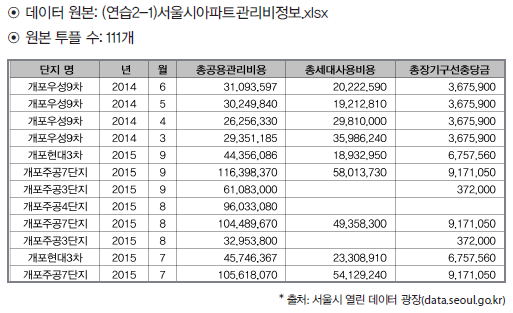 ⊙ 데이터 원본: (연습2-1)서울시아파트관리비정보.xlsx
⊙ 원본 투플 수: 111개
단지 명 년 월 총공용관리비용 총세대사용비용 총장기구선충당금
개포우성9차 2014 6 31,093,597 20,222,590 3,675,900
개포우성9차 2014 5 30,249,840 19,212,810 3,675,900
개포우성9차 2014 4 26,256,330 29,810,000 3,675,900
개포우성9차 2014 3 29,351,185 35,986,240 3,675,900
개포현대3차 2015 9 44,356,086 18,932,950 6,757,560
개포주공7단지 2015 9 116,398,370 58,013,730 9,171,050
개포주공3단지 2015 9 61,083,000 372,000
개포주공4단지 2015 8 96,033,080
개포주공7단지 2015 8 104,489,670 49,358,300 9,171,050
개포주공3단지 2015 8 32,953,800 372,000
개포현대3차 2015 7 45,746,367 23,308,910 6,757,560
개포주공7단지 2015 7 105,618,070 54,129,240 9,171,050
* 출처: 서울시 열린 데이터 광장(data.seoul.go.kr)